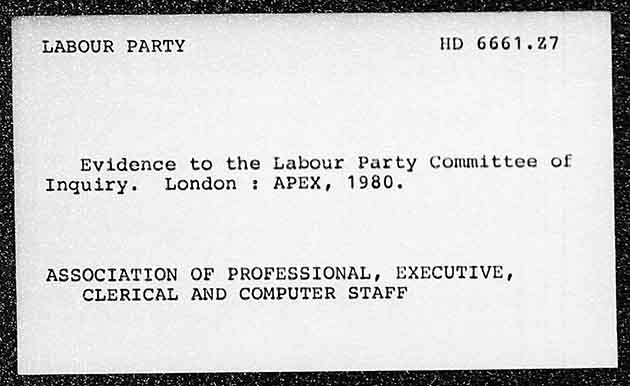 LABOUR PARTY HD 6661.Z7
Evidence to the Labour Party Committee of
Inquiry. London : APEX, 1980.
ASSOCIATION OF PROFESSIONAL, EXECUTIVE,
CLERICAL AND COMPUTER STAFF